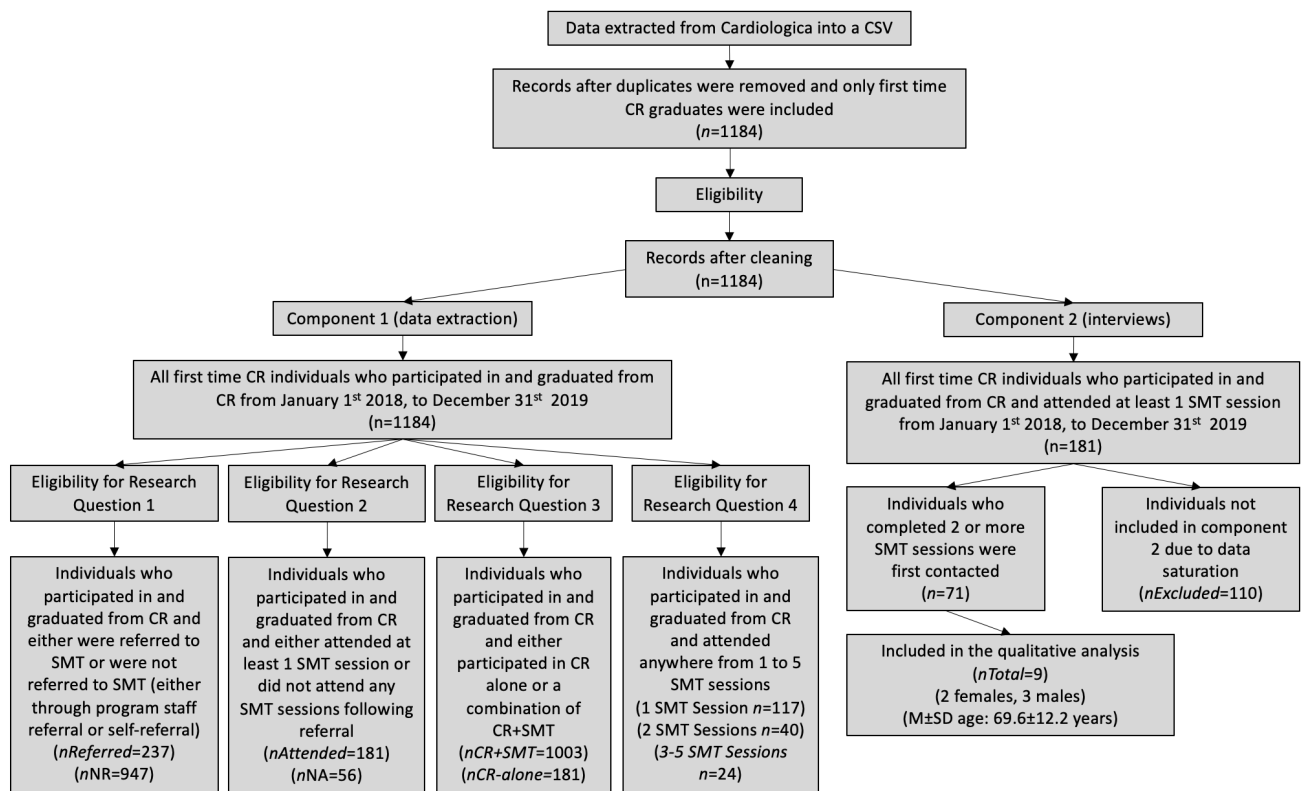 Data extracted from Cardiologica into a CSV
Records after duplicates were removed and only first time
CR graduates were included
(n=1184)
Eligibility
Records after cleaning
(n=1184)
Component 1 (data extraction)
All first time CR individuals who participated in and graduated from
CR from January 1st 2018, to December 31st 2019
(n=1184)
Eligibility for Research
Question 1
Individuals who
participated in and
graduated from CR and
either were referred to
SMT or were not
referred to SMT (either
through program staff
referral or self-referral)
(nReferred=237)
(nNR=947)
Eligibility for Research
Question 2
Individuals who
participated in and
graduated from CR
and either attended at
least 1 SMT session or
did not attend any
SMT sessions following
referral
(nAttended=181)
(nNA=56)
Eligibility for
Research Question 3
Individuals who
participated in and
graduated from CR
and either
participated in CR
alone or a
combination of
CR+SMT
(nCR+SMT=1003)
(nCR-alone=181)
Eligibility for
Research Question 4
Individuals who
participated in and
graduated from CR
and attended
anywhere from 1 to 5
SMT sessions
(1 SMT Session n=117)
(2 SMT Sessions n=40)
(3-5 SMT Sessions
n=24)
Component 2 (interviews)
All first time CR individuals who participated in and
graduated from CR and attended at least 1 SMT session
from January 1st 2018, to December 31st 2019
(n=181)
Individuals who
completed 2 or more
SMT sessions were
first contacted
(n=71)
Individuals not
included in component
2 due to data
saturation
(nExcluded=110)
Included in the qualitative analysis
(nTotal=9)
(2 females, 3 males)
(M±SD age: 69.6±12.2 years)